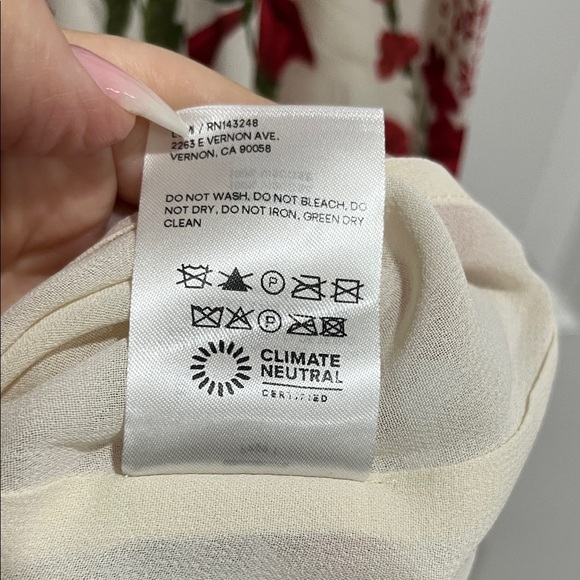 / RN143248
2263 E VERNON AVE.
VERNON, CA 90058
DO NOT WASH, DO NOT BLEACH, DO
NOT DRY, DO NOT IRON, GREEN DRY
CLEAN
P
P
CLIMATE
NEUTRAL
CERTIFIED